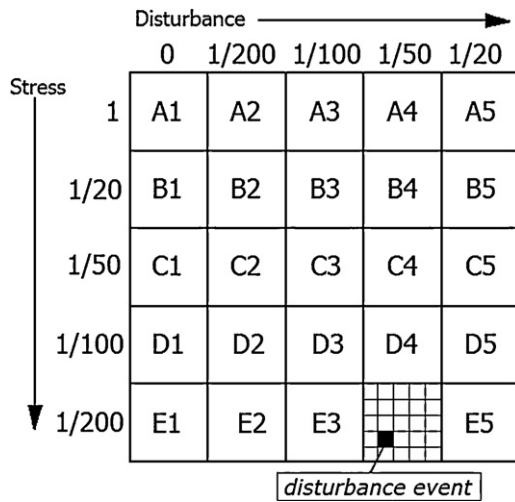 Disturbance
0 1/200 1/100 1/50 1/20
Stress
1 A1 A2 A3 A4 A5
1/20 B1 B2 B3 B4 B5
1/50 C1 C2 C3 C4 C5
1/100 D1 D2 D3 D4 D5
1/200 E1 E2 E3 E5
disturbance event